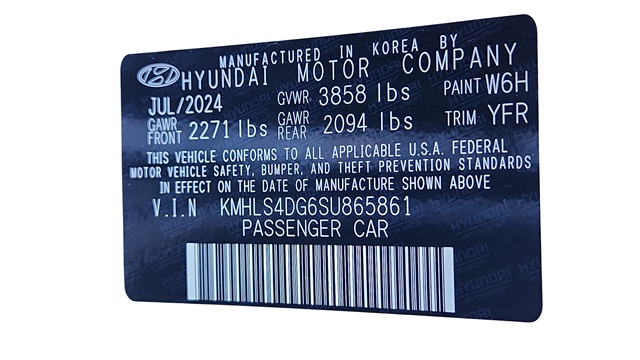 MANUFACTURED IN KOREA BY
HYUNDAI MOTOR COMPANY
JUL/2024 GVWR 3858 lbs PAINT W6H
GAWR FRONT 2271 lbs GAWR REAR 2094 lbs TRIM YFR
THIS VEHICLE CONFORMS TO ALL APPLICABLE U.S.A. FEDERAL
MOTOR VEHICLE SAFETY, BUMPER, AND THEFT PREVENTION STANDARDS
IN EFFECT ON THE DATE OF MANUFACTURE SHOWN ABOVE
V.I.N KMHLS4DG6SU865861
PASSENGER CAR